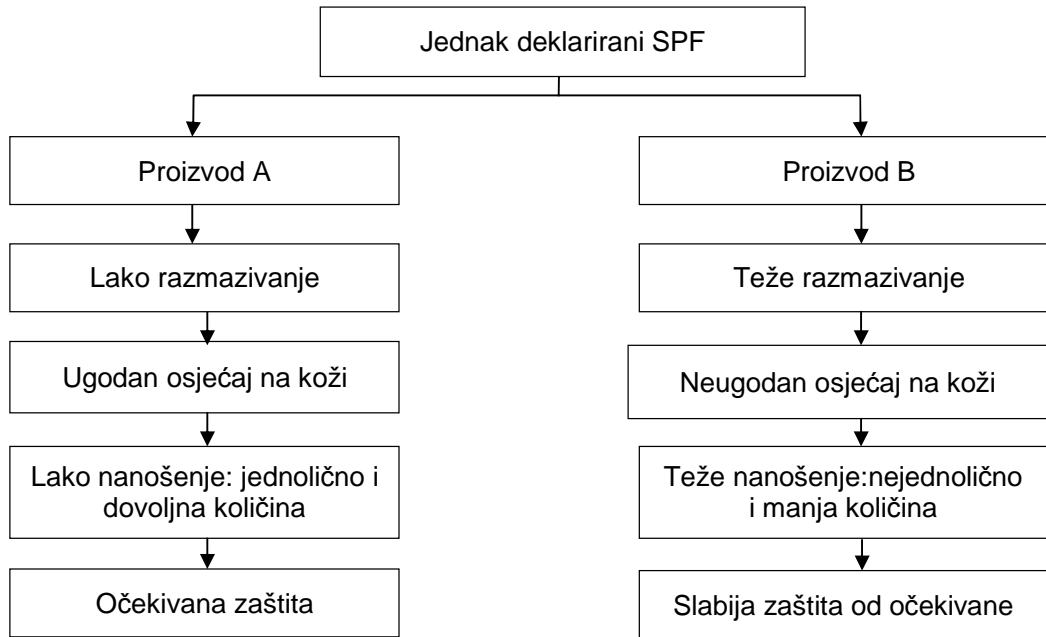 Jednak deklarirani SPF
Proizvod A
Proizvod B
Lako razmazivanje
Teže razmazivanje
Ugodan osjećaj na koži
Neugodan osjećaj na koži
Lako nanošenje: jednolično i
dovoljna količina
Teže nanošenje:nejednolično
i manja količina
Očekivana zaštita
Slabija zaštita od očekivane